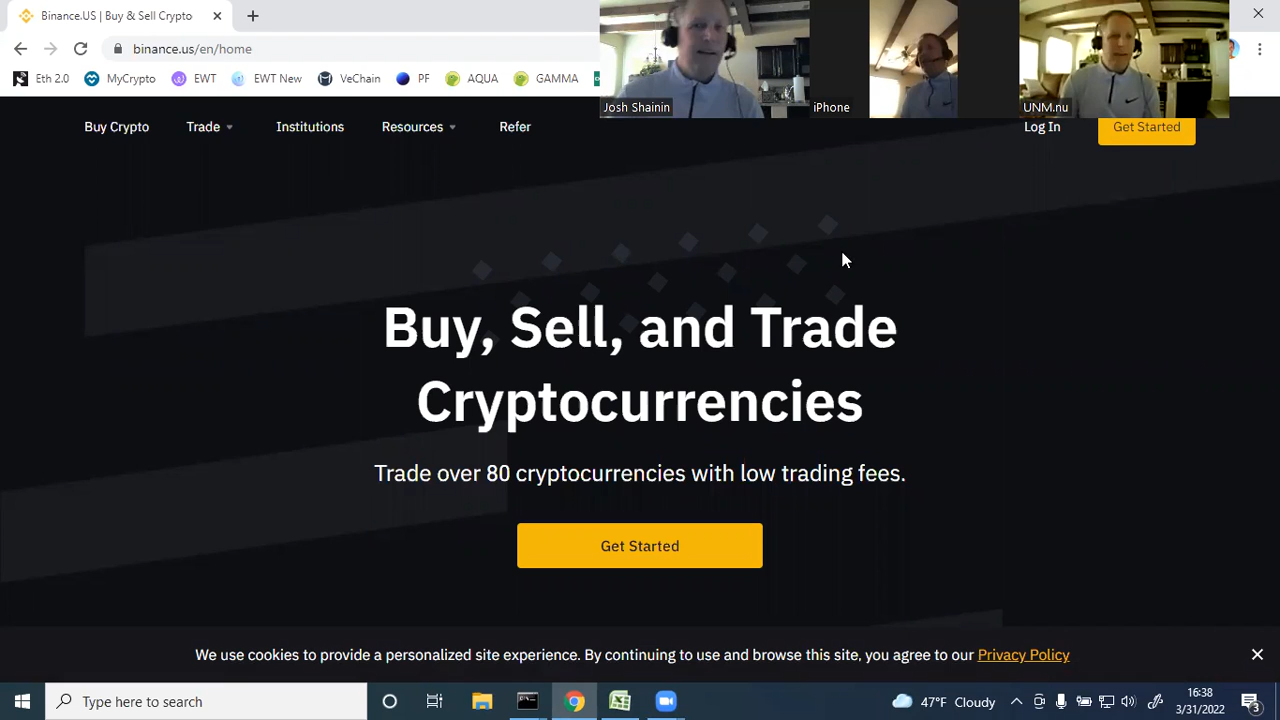 Binance.US | Buy & Sell Crypto
binance.us/en/home
Eth 2.0 MyCrypto EWT EWT New VeChain PF AQUA GAMMA
Josh Shainin iPhone UNM.nu
Buy Crypto Trade Institutions Resources Refer Log In Get Started
Buy, Sell, and Trade
Cryptocurrencies
Trade over 80 cryptocurrencies with low trading fees.
Get Started
We use cookies to provide a personalized site experience. By continuing to use and browse this site, you agree to our Privacy Policy
Type here to search
47°F Cloudy
16:38
3/31/2022
3